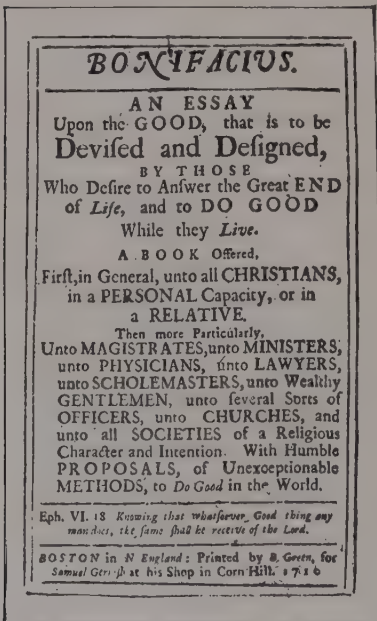 BONIFACIUS.
AN ESSAY
Upon the GOOD, that is to be
Deviſed and Deſigned,
BY THOSE
Who Deſire to Anſwer the Great END
of Life, and to DO GOOD
While they Live.
A BOOK Offered,
Firſt, in General, unto all CHRISTIANS,
in a PERSONAL Capacity, or in
a RELATIVE.
Then more Particularly,
Unto MAGISTRATES, unto MINISTERS,
unto PHYSICIANS, unto LAWYERS,
unto SCHOLEMASTERS, unto Wealthy
GENTLEMEN, unto ſeveral Sorts of
OFFICERS, unto CHURCHES, and
unto all SOCIETIES of a Religious
Character and Intention. With Humble
PROPOSALS, of Unexceptionable
METHODS, to Do Good in the World.
Eph. VI. 18 Knowing that whatſoever Good thing any
man does, the ſame ſhall he receive of the Lord.
BOSTON in N England: Printed by B. Green, for
Samuel Gerriſh at his Shop in Corn Hill. 1710